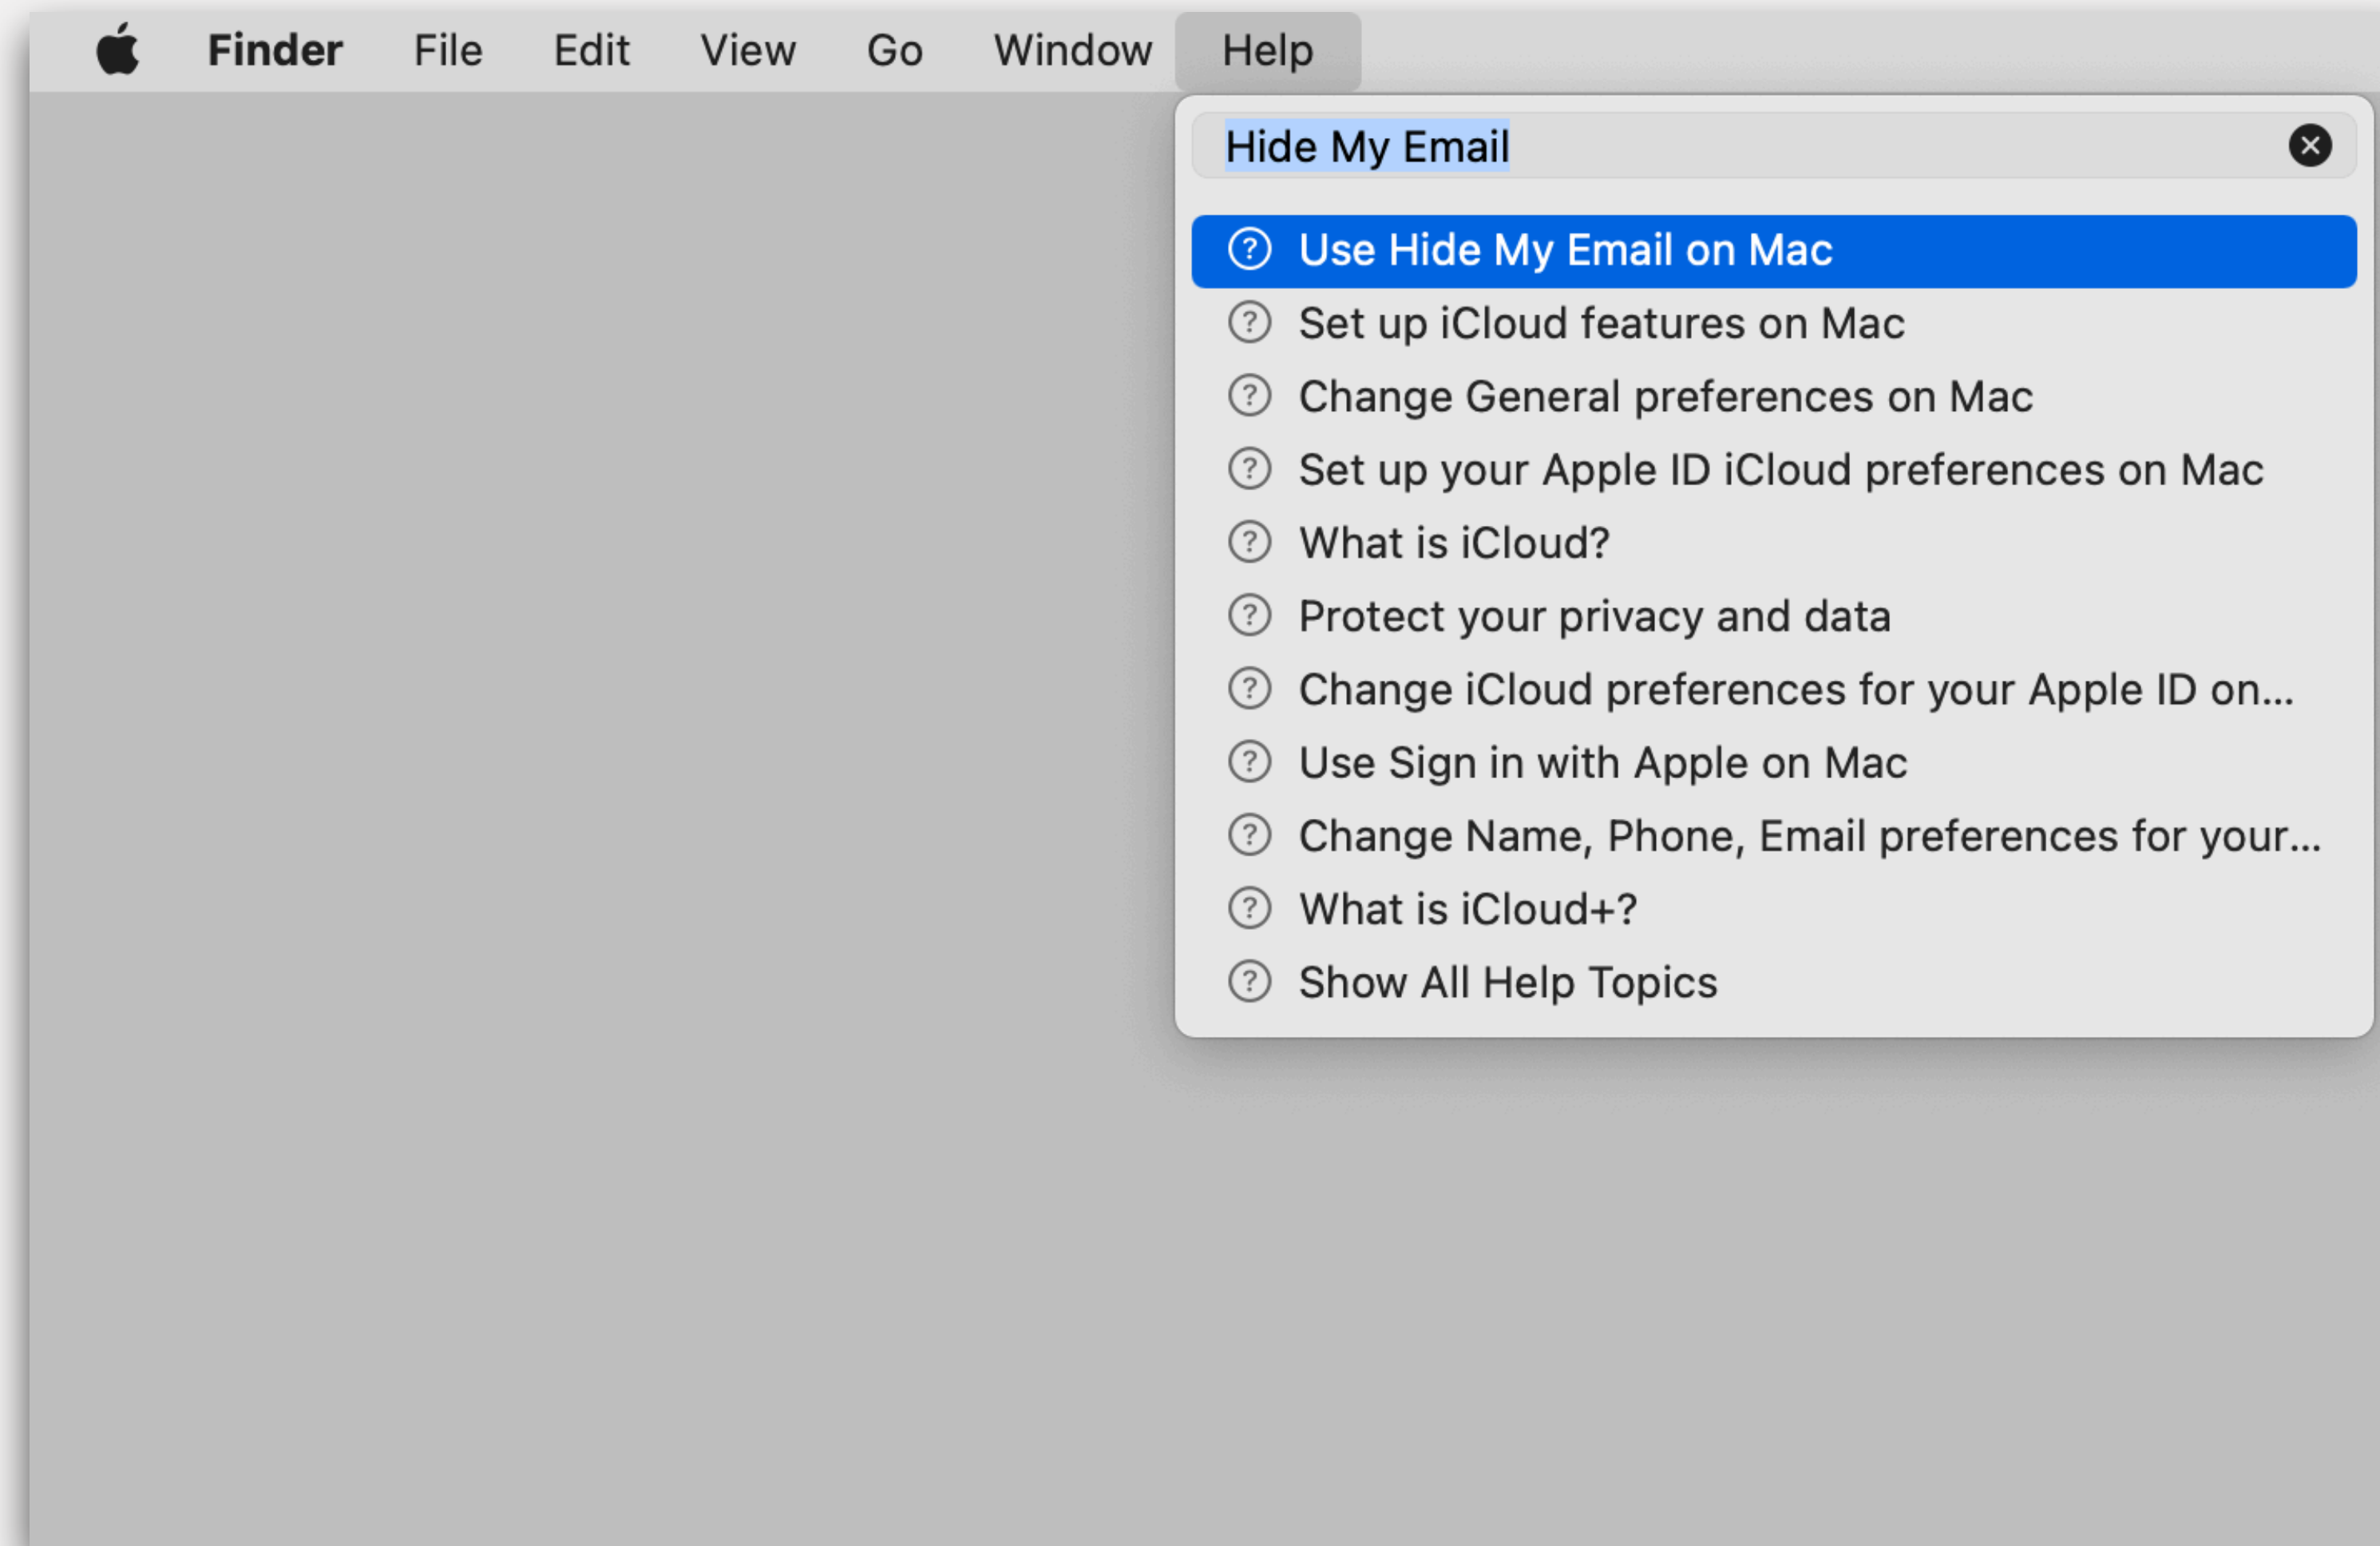 Finder File Edit View Go Window Help
Hide My Email
Use Hide My Email on Mac
Set up iCloud features on Mac
Change General preferences on Mac
Set up your Apple ID iCloud preferences on Mac
What is iCloud?
Protect your privacy and data
Change iCloud preferences for your Apple ID on...
Use Sign in with Apple on Mac
Change Name, Phone, Email preferences for your...
What is iCloud+?
Show All Help Topics